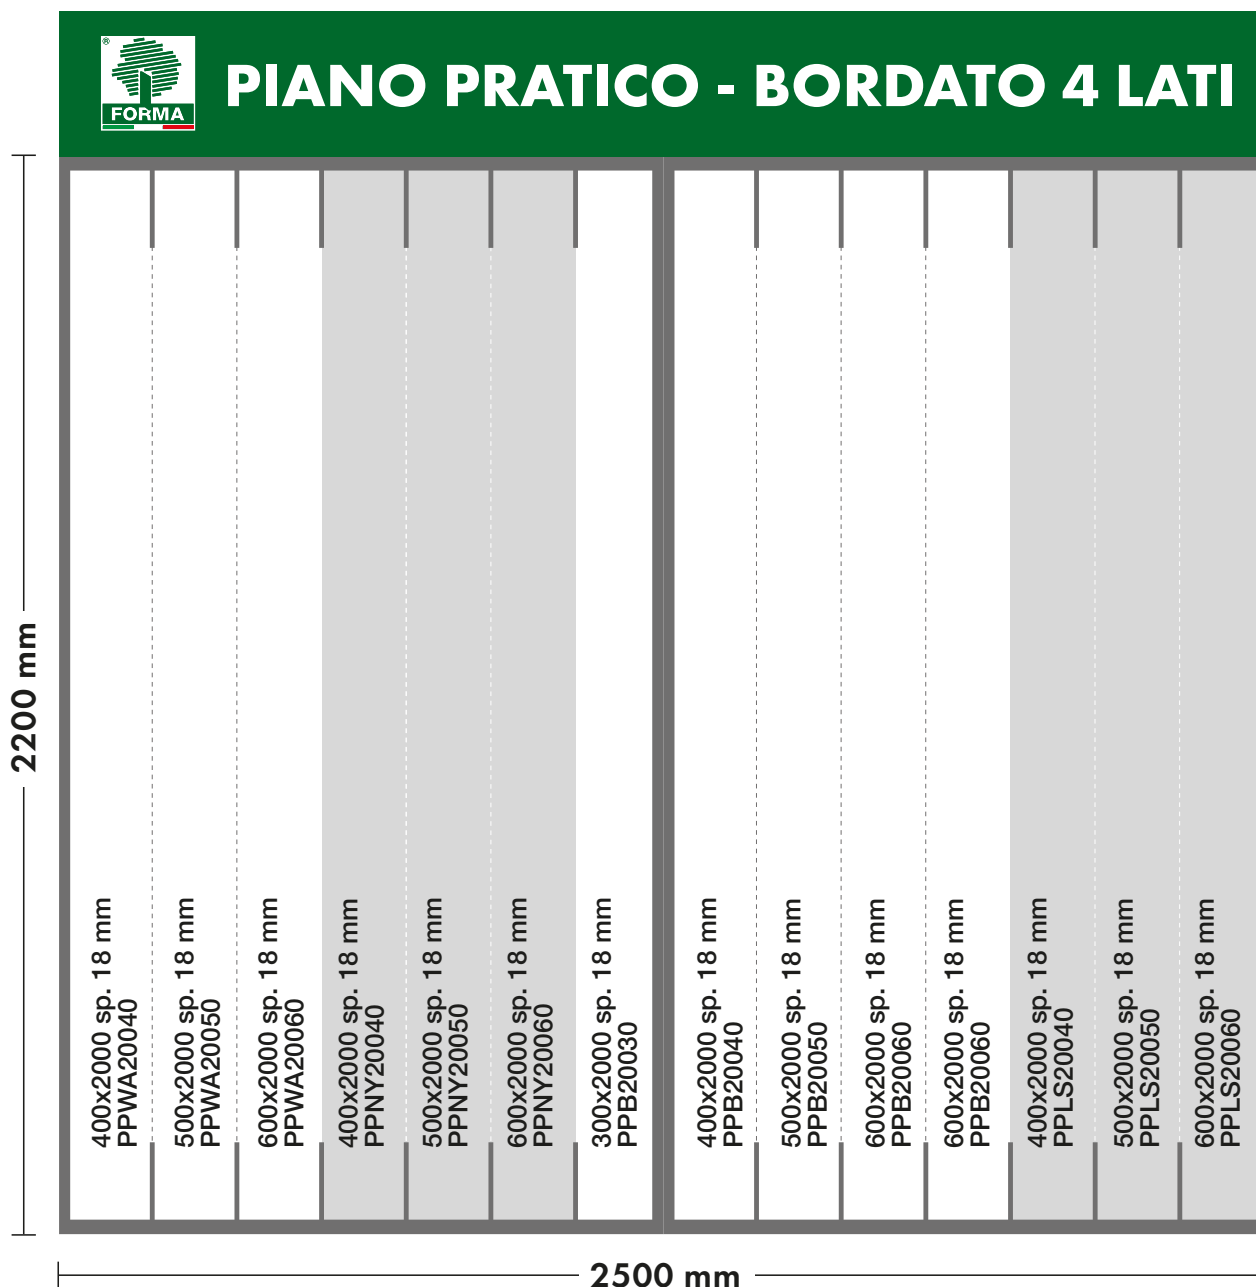 ®
FORMA
PIANO PRATICO - BORDATO 4 LATI
2200 mm
400x2000 sp. 18 mm
PPWA20040
500x2000 sp. 18 mm
PPWA20050
600x2000 sp. 18 mm
PPWA20060
400x2000 sp. 18 mm
PPNY20040
500x2000 sp. 18 mm
PPNY20050
600x2000 sp. 18 mm
PPNY20060
300x2000 sp. 18 mm
PPB20030
400x2000 sp. 18 mm
PPB20040
500x2000 sp. 18 mm
PPB20050
600x2000 sp. 18 mm
PPB20060
600x2000 sp. 18 mm
PPB20060
400x2000 sp. 18 mm
PPLS20040
500x2000 sp. 18 mm
PPLS20050
600x2000 sp. 18 mm
PPLS20060
2500 mm